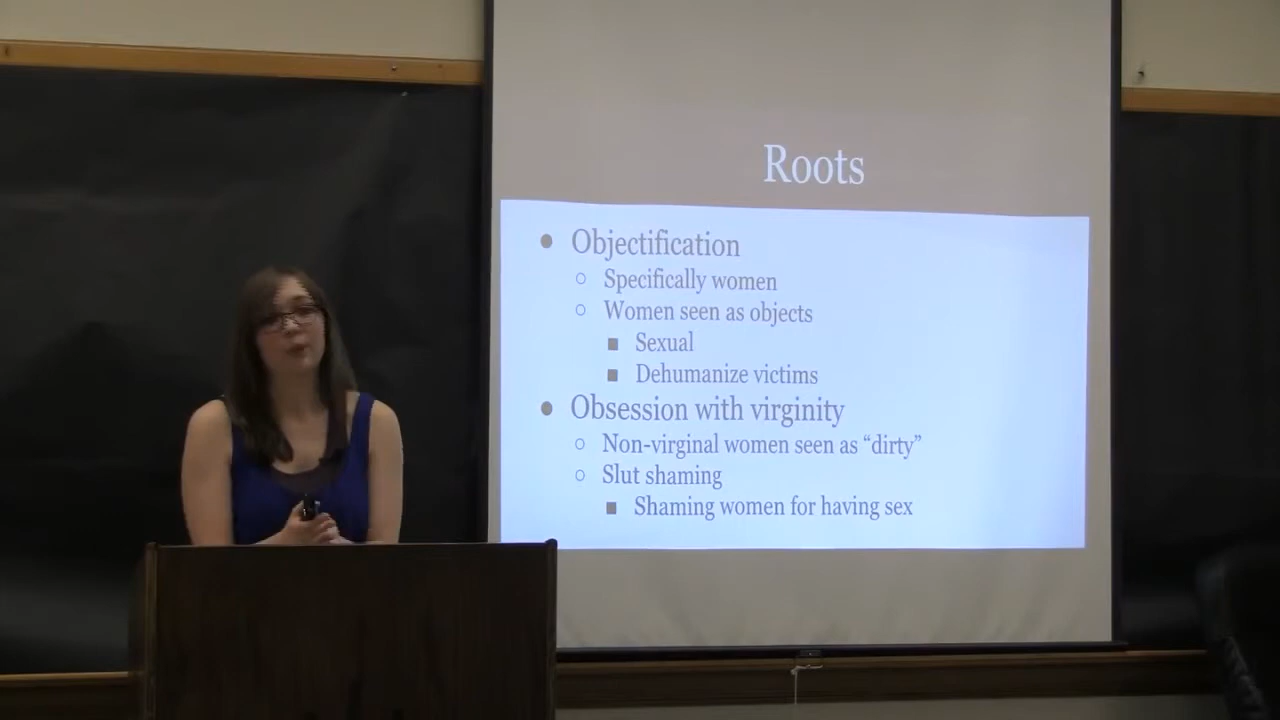 Roots
Objectification
Specifically women
Women seen as objects
Sexual
Dehumanize victims
Obsession with virginity
Non-virginal women seen as “dirty”
Slut shaming
Shaming women for having sex